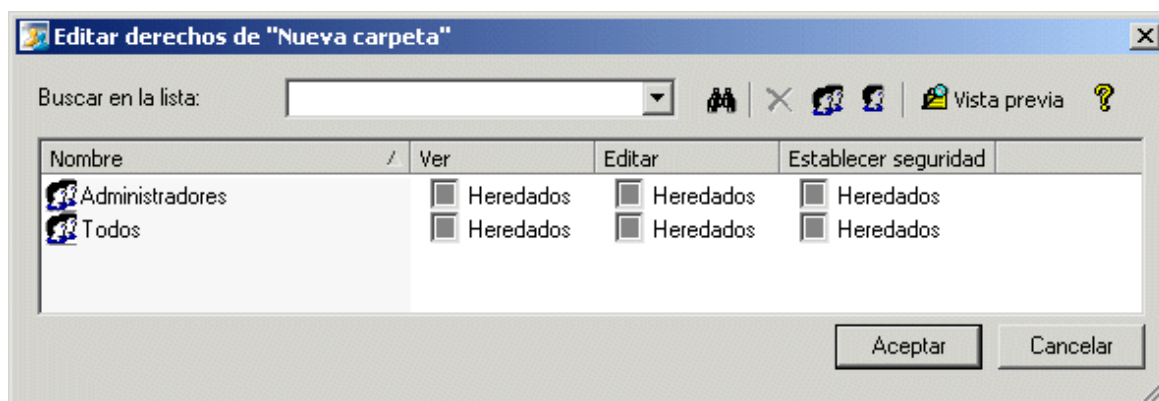 Editar derechos de "Nueva carpeta"
Buscar en la lista: Vista previa
Nombre Ver Editar Establecer seguridad
Administradores Heredados Heredados Heredados
Todos Heredados Heredados Heredados
Aceptar Cancelar